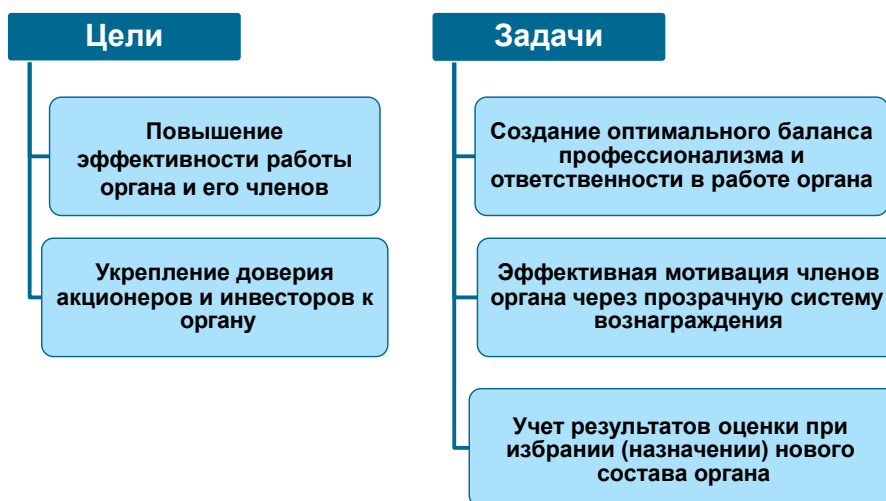 Цели
Повышение
эффективности работы
органа и его членов
Укрепление доверия
акционеров и инвесторов к
органу
Задачи
Создание оптимального баланса
профессионализма и
ответственности в работе органа
Эффективная мотивация членов
органа через прозрачную систему
вознаграждения
Учет результатов оценки при
избрании (назначении) нового
состава органа